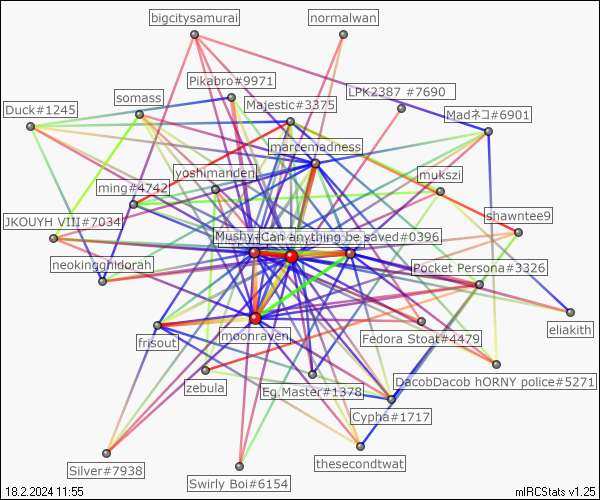 bigcitysamurai
normalwan
Pikabro#9971
LPK2387 #7690
somass
Majestic#3375
Duck#1245
Madネコ#6901
marcemadness
yoshimanden
mukszi
ming#4742
JKOUYH VIII#7034
shawntee9
Mushy#
Can anything be saved#0396
neokingghidorah
Pocket Persona#3326
eliakith
moonraven
frisout
Fedora Stoat#4479
zebula
DacobDacob hORNY police#5271
Eg.Master#1378
Cypha#1717
thesecondtwat
Silver#7938
Swirly Boi#6154
18.2.2024 11:55
mIRCStats v1.25